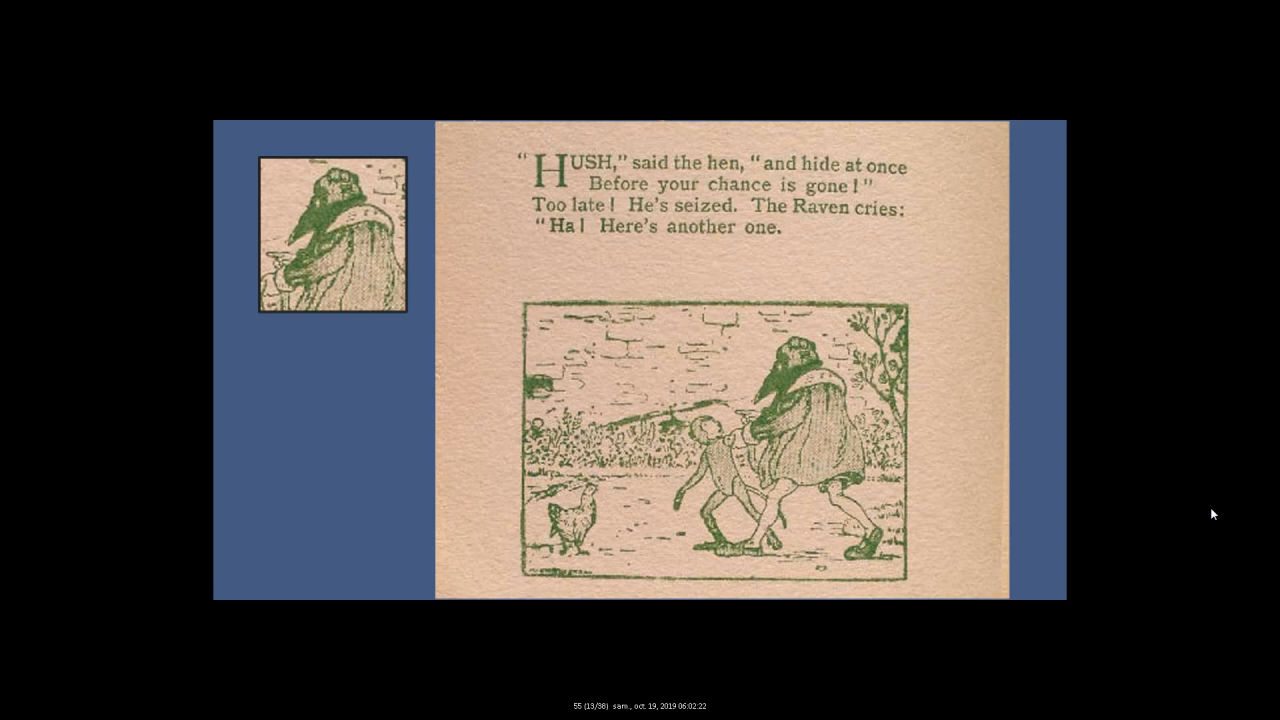 “HUSH,” said the hen, “and hide at once
Before your chance is gone!”
Too late! He’s seized. The Raven cries:
“Ha! Here’s another one.
55 (13/38) sam., oct. 19, 2019 06:02:22